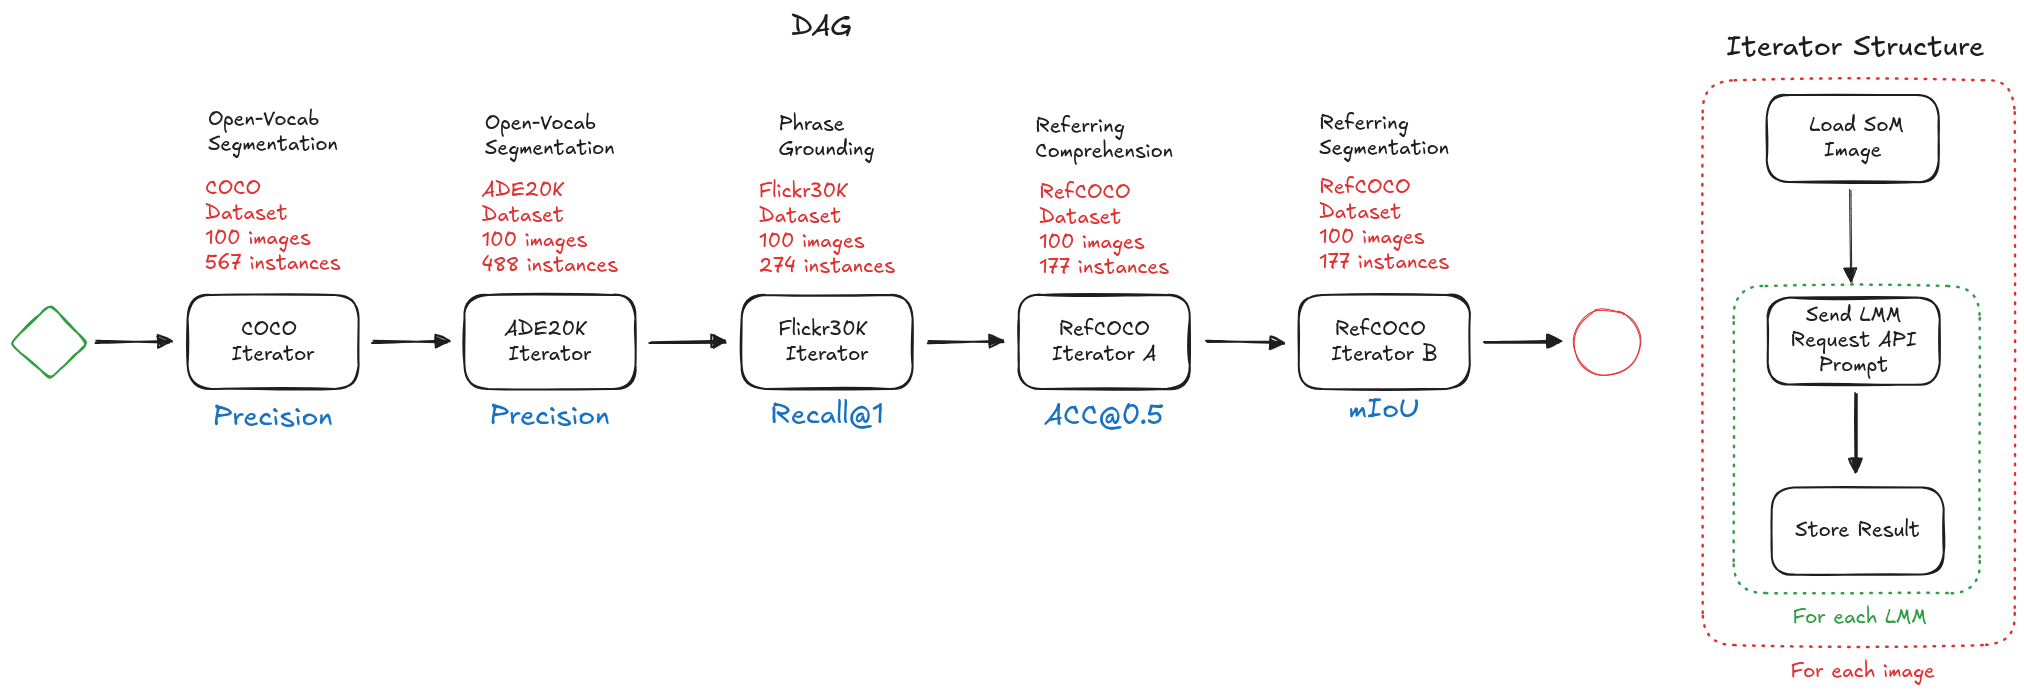 DAG
Open-Vocab
Segmentation
COCO
Dataset
100 images
567 instances
COCO
Iterator
Precision
Open-Vocab
Segmentation
ADE20K
Dataset
100 images
488 instances
ADE20K
Iterator
Precision
Phrase
Grounding
Flickr30K
Dataset
100 images
274 instances
Flickr30K
Iterator
Recall@1
Referring
Comprehension
RefCOCO
Dataset
100 images
177 instances
RefCOCO
Iterator A
ACC@0.5
Referring
Segmentation
RefCOCO
Dataset
100 images
177 instances
RefCOCO
Iterator B
mIoU
Iterator Structure
Load SoM
Image
Send LMM
Request API
Prompt
Store Result
For each LMM
For each image